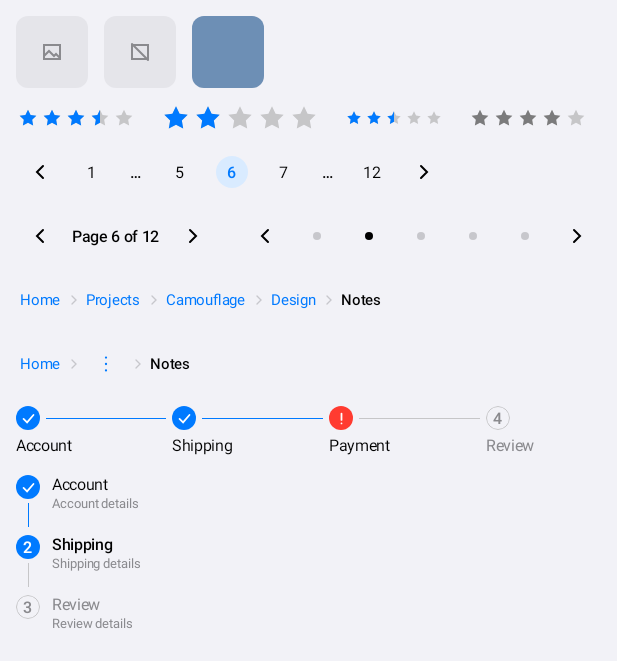 1 ... 5 6 7 ... 12
Page 6 of 12
Home Projects Camouflage Design Notes
Home Notes
Account Shipping Payment 4 Review
Account
Account details
2 Shipping
Shipping details
3 Review
Review details